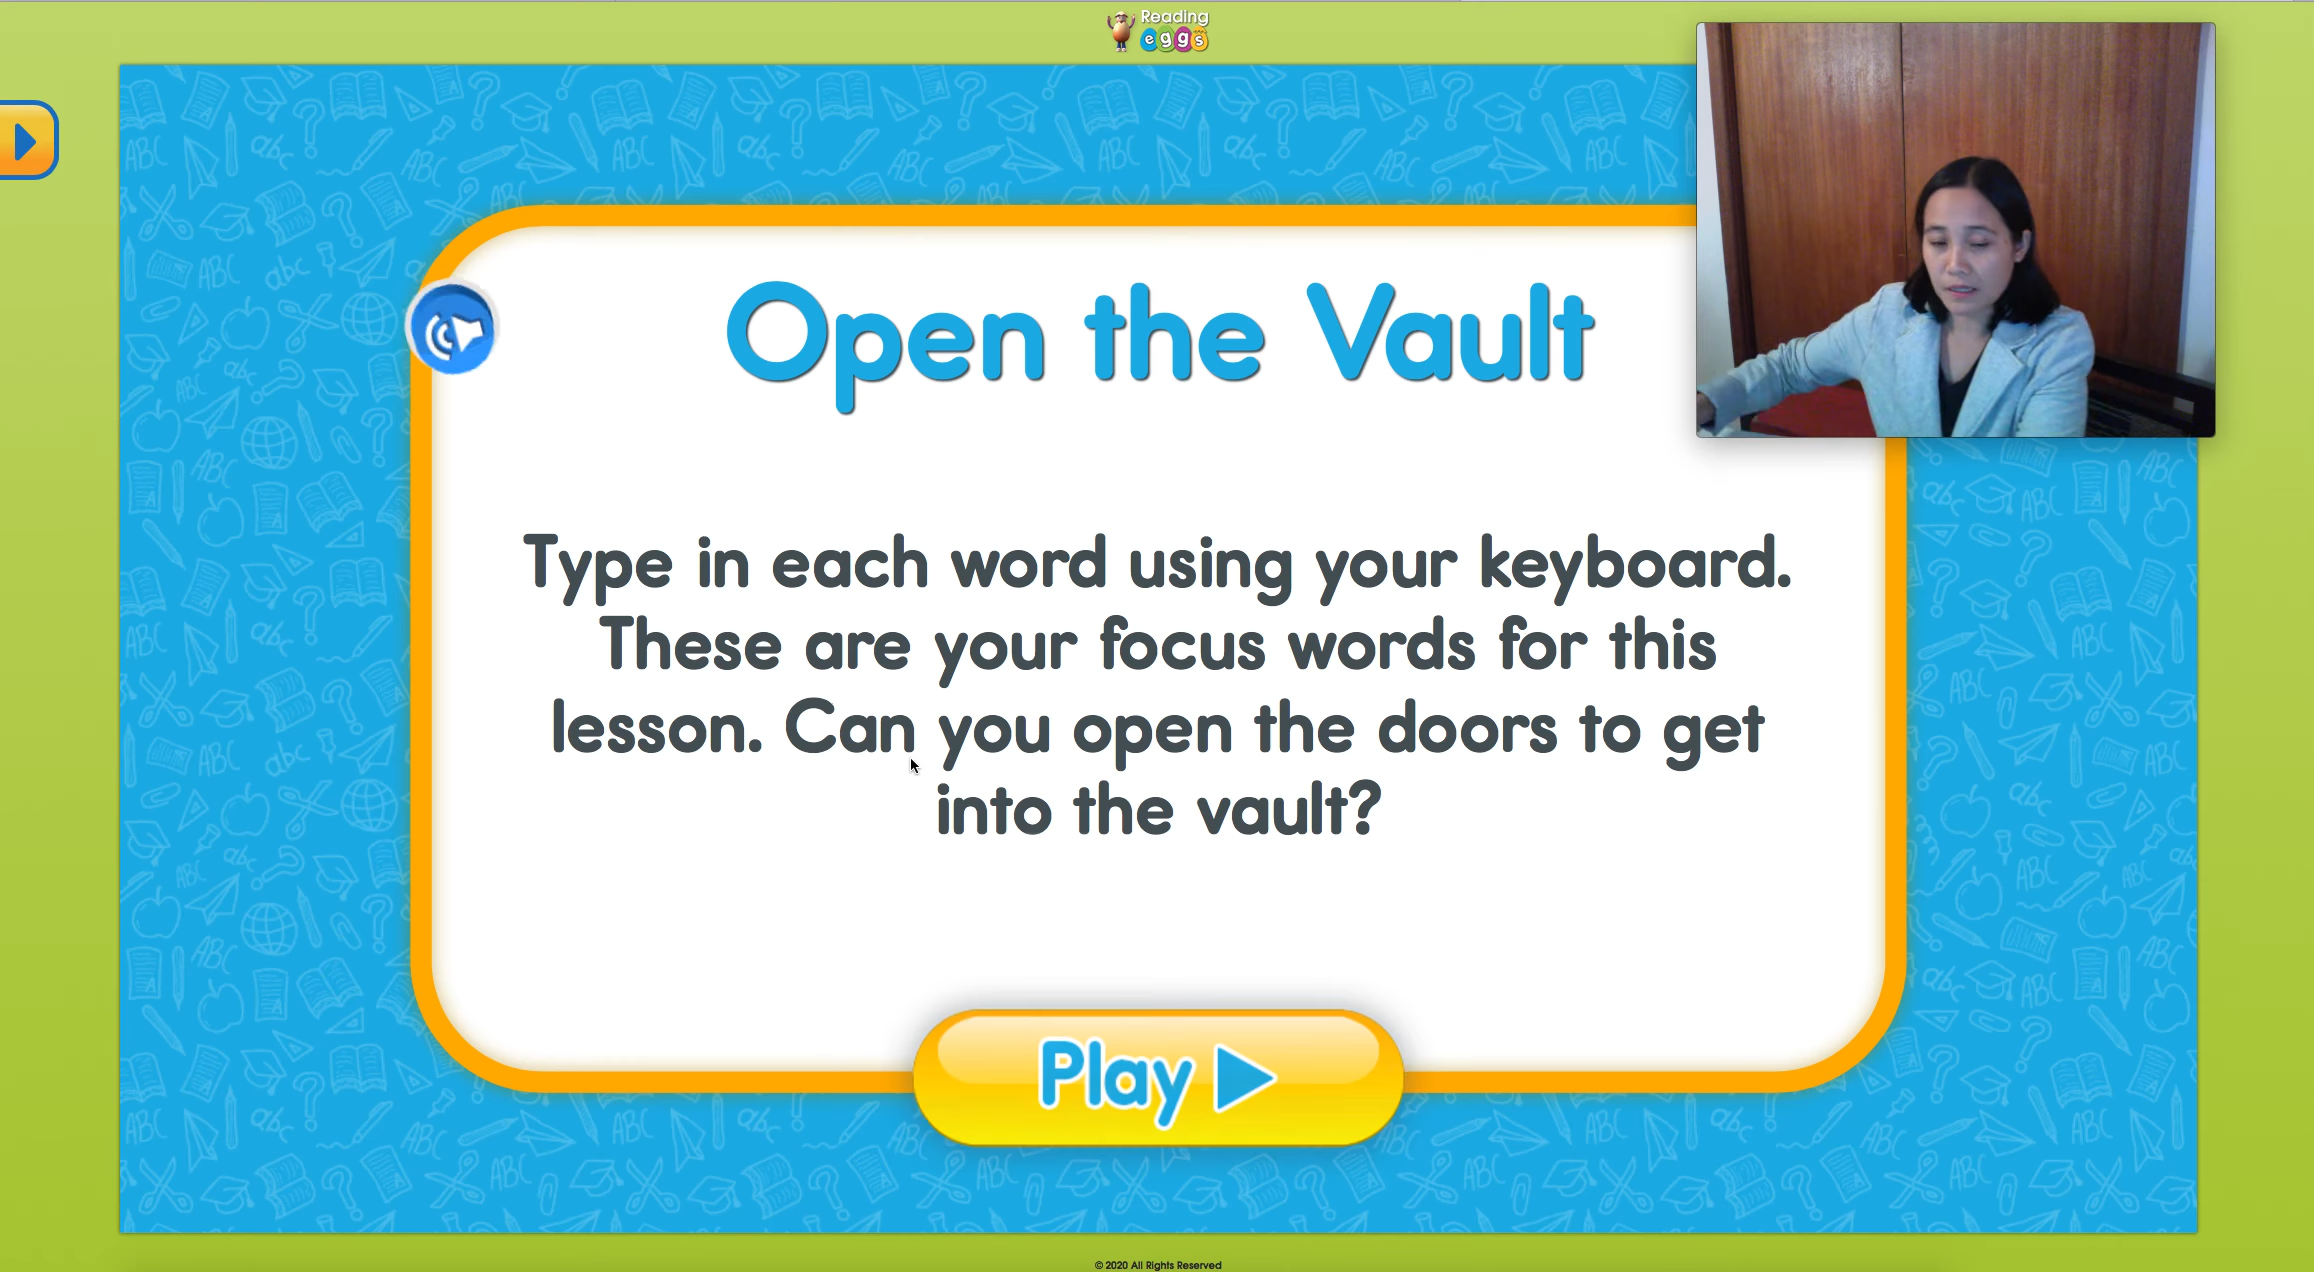 Reading
eggs
Open the Vault
Type in each word using your keyboard.
These are your focus words for this
lesson. Can you open the doors to get
into the vault?
Play
© 2020 All Rights Reserved